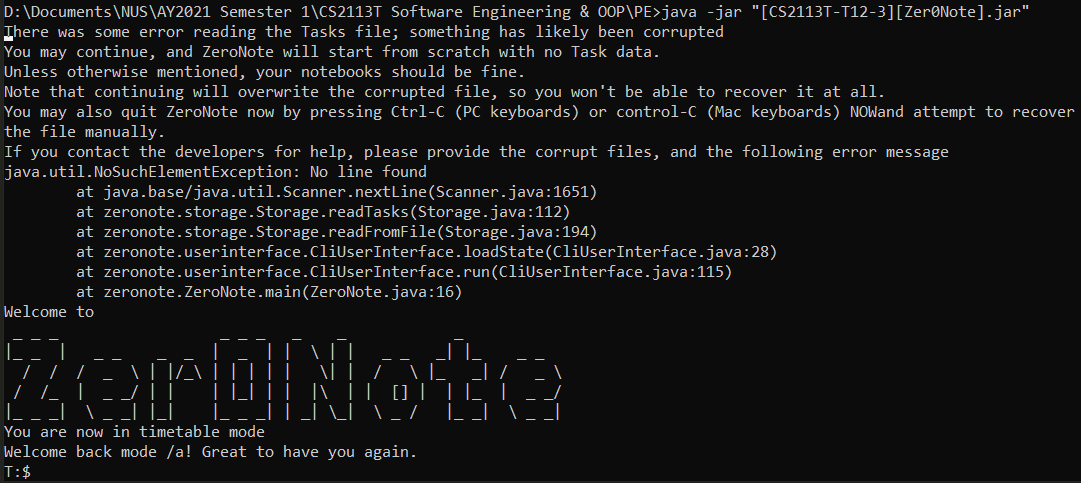 D:\Documents\NUS\AY2021 Semester 1\CS2113T Software Engineering & OOP\PE>java -jar "[CS2113T-T12-3][Zer0Note].jar"
There was some error reading the Tasks file; something has likely been corrupted
You may continue, and ZeroNote will start from scratch with no Task data.
Unless otherwise mentioned, your notebooks should be fine.
Note that continuing will overwrite the corrupted file, so you won't be able to recover it at all.
You may also quit ZeroNote now by pressing Ctrl-C (PC keyboards) or control-C (Mac keyboards) NOWand attempt to recover
the file manually.
If you contact the developers for help, please provide the corrupt files, and the following error message
java.util.NoSuchElementException: No line found
at java.base/java.util.Scanner.nextLine(Scanner.java:1651)
at zeronote.storage.Storage.readTasks(Storage.java:112)
at zeronote.storage.Storage.readFromFile(Storage.java:194)
at zeronote.userinterface.CliUserInterface.loadState(CliUserInterface.java:28)
at zeronote.userinterface.CliUserInterface.run(CliUserInterface.java:115)
at zeronote.ZeroNote.main(ZeroNote.java:16)
Welcome to
Zer0Note
You are now in timetable mode
Welcome back mode /a! Great to have you again.
T:$